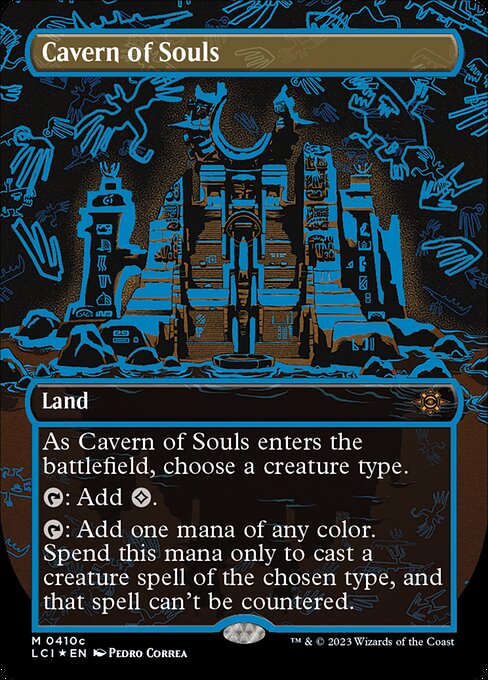 Cavern of Souls
Land
As Cavern of Souls enters the
battlefield, choose a creature type.
: Add .
: Add one mana of any color.
Spend this mana only to cast a
creature spell of the chosen type, and
that spell can't be countered.
M 0410c
LCI★EN Pedro Correa
™ & © 2023 Wizards of the Coast